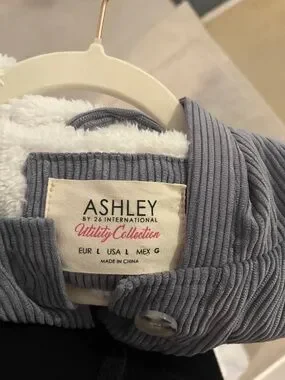 ASHLEY
BY 26 INTERNATIONAL
Utility Collection
EUR L USA L MEX G
MADE IN CHINA